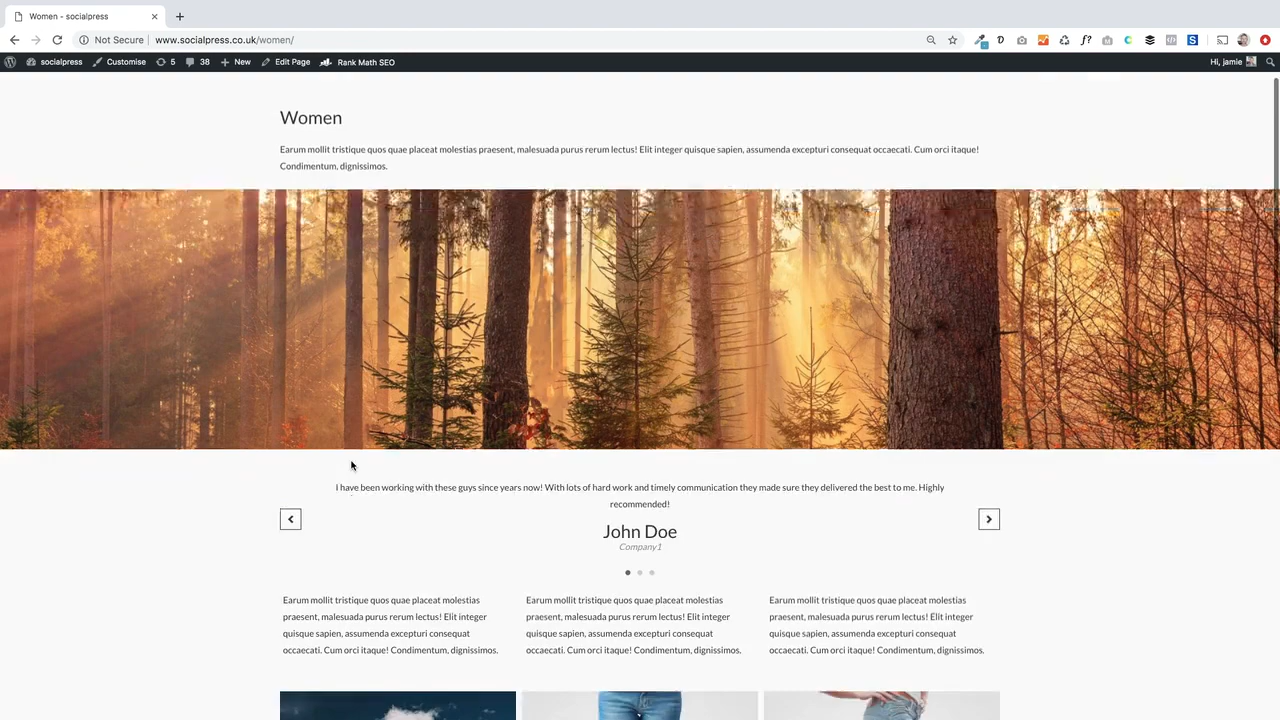 Women - socialpress
Not Secure
www.socialpress.co.uk/women/
socialpress Customise 5 38 New Edit Page Rank Math SEO Hi, jamie
Women
Earum mollit tristique quos quae placeat molestias praesent, malesuada purus rerum lectus! Elit integer quisque sapien, assumenda excepturi consequat occaecati. Cum orci itaque!
Condimentum, dignissimos.
I have been working with these guys since years now! With lots of hard work and timely communication they made sure they delivered the best to me. Highly
recommended!
John Doe
Company1
Earum mollit tristique quos quae placeat molestias
praesent, malesuada purus rerum lectus! Elit integer
quisque sapien, assumenda excepturi consequat
occaecati. Cum orci itaque! Condimentum, dignissimos.
Earum mollit tristique quos quae placeat molestias
praesent, malesuada purus rerum lectus! Elit integer
quisque sapien, assumenda excepturi consequat
occaecati. Cum orci itaque! Condimentum, dignissimos.
Earum mollit tristique quos quae placeat molestias
praesent, malesuada purus rerum lectus! Elit integer
quisque sapien, assumenda excepturi consequat
occaecati. Cum orci itaque! Condimentum, dignissimos.